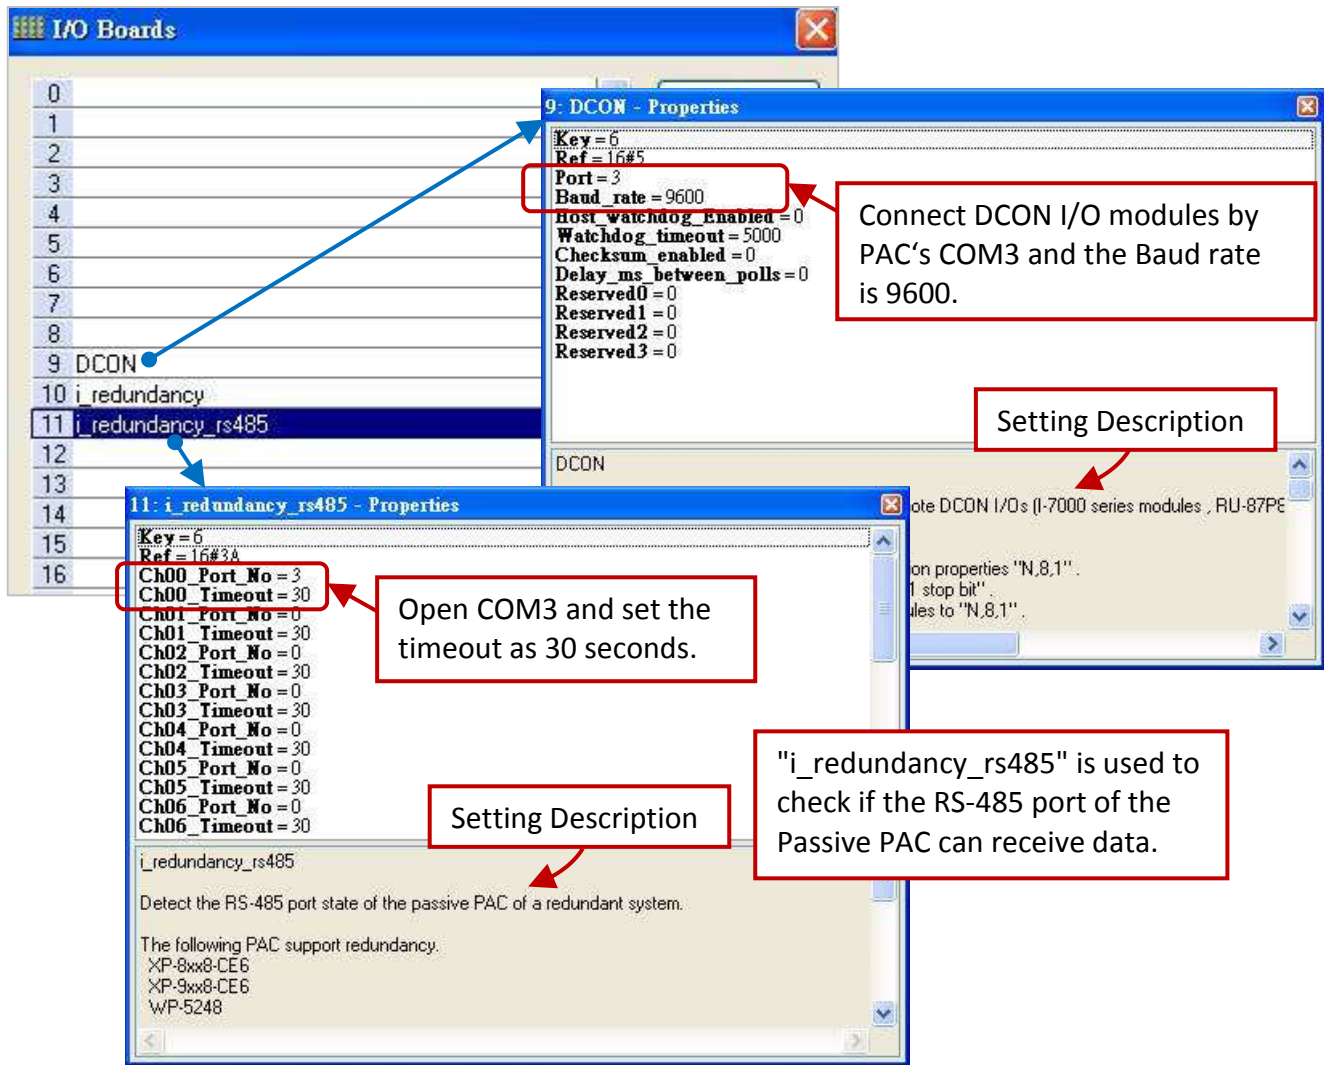 I/O Boards
0
1
2
3
4
5
6
7
8
9 DCON
10 i_redundancy
11 i_redundancy_rs485
12
13
14
15
16
9: DCON - Properties
Key = 6
Ref = 16#5
Port = 3
Baud_rate = 9600
Host_watchdog_Enabled = 0
Watchdog_timeout = 5000
Checksum_enabled = 0
Delay_ms_between_polls = 0
Reserved0 = 0
Reserved1 = 0
Reserved2 = 0
Reserved3 = 0
Connect DCON I/O modules by
PAC‘s COM3 and the Baud rate
is 9600.
Setting Description
DCON
ote DCON I/Os (I-7000 series modules , RU-87P8
on properties "N,8,1" .
1 stop bit" .
ules to "N,8,1" .
11: i_redundancy_rs485 - Properties
Key = 6
Ref = 16#3A
Ch00_Port_No = 3
Ch00_Timeout = 30
Ch01_Port_No = 0
Ch01_Timeout = 30
Ch02_Port_No = 0
Ch02_Timeout = 30
Ch03_Port_No = 0
Ch03_Timeout = 30
Ch04_Port_No = 0
Ch04_Timeout = 30
Ch05_Port_No = 0
Ch05_Timeout = 30
Ch06_Port_No = 0
Ch06_Timeout = 30
Open COM3 and set the
timeout as 30 seconds.
Setting Description
"i_redundancy_rs485" is used to
check if the RS-485 port of the
Passive PAC can receive data.
i_redundancy_rs485
Detect the RS-485 port state of the passive PAC of a redundant system.
The following PAC support redundancy.
XP-8xx8-CE6
XP-9xx8-CE6
WP-5248